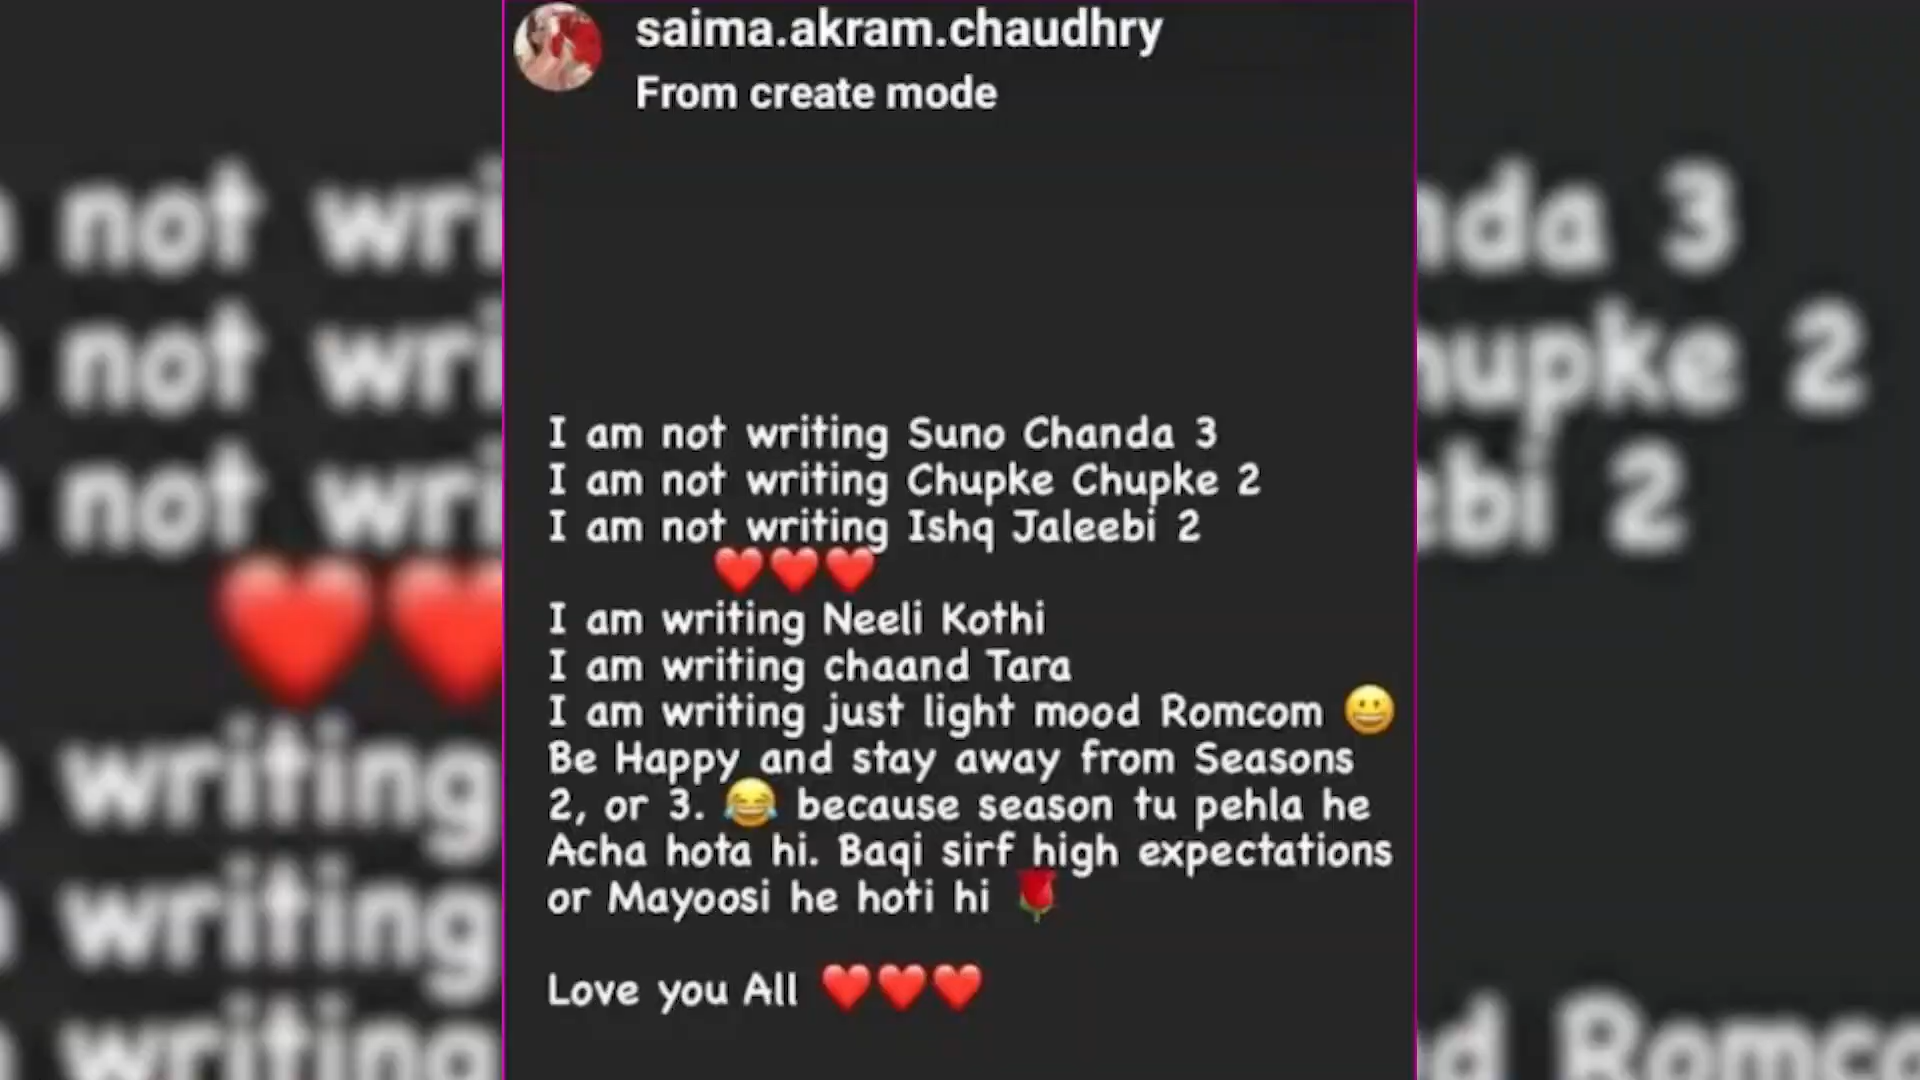 saima.akram.chaudhry
From create mode
I am not writing Suno Chanda 3
I am not writing Chupke Chupke 2
I am not writing Ishq Jaleebi 2
❤️❤️❤️
I am writing Neeli Kothi
I am writing chaand Tara
I am writing just light mood Romcom 😀
Be Happy and stay away from Seasons
2, or 3. 😂 because season tu pehla he
Acha hota hi. Baqi sirf high expectations
or Mayoosi he hoti hi 🌹
Love you All ❤️❤️❤️